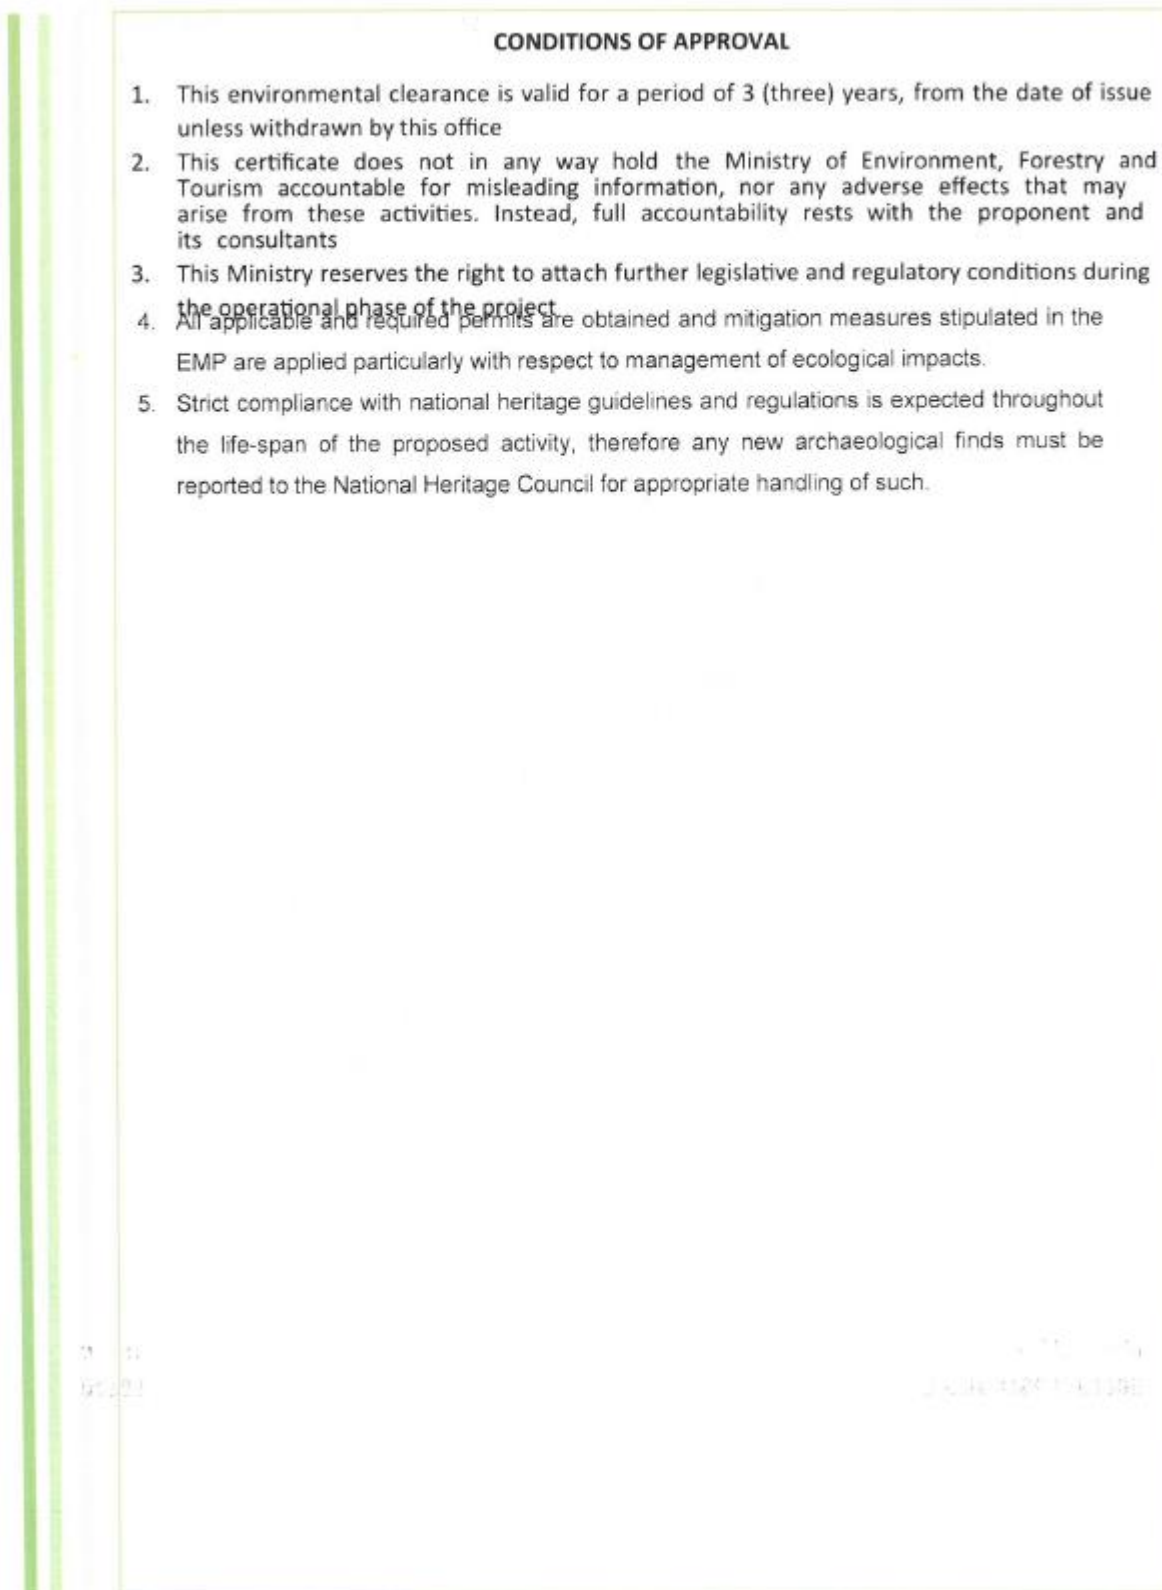 CONDITIONS OF APPROVAL
1. This environmental clearance is valid for a period of 3 (three) years, from the date of issue
unless withdrawn by this office
2. This certificate does not in any way hold the Ministry of Environment, Forestry and
Tourism accountable for misleading information, nor any adverse effects that may
arise from these activities. Instead, full accountability rests with the proponent and
its consultants
3. This Ministry reserves the right to attach further legislative and regulatory conditions during
the operational phase of the project
4. All applicable and required permits are obtained and mitigation measures stipulated in the
EMP are applied particularly with respect to management of ecological impacts.
5. Strict compliance with national heritage guidelines and regulations is expected throughout
the life-span of the proposed activity, therefore any new archaeological finds must be
reported to the National Heritage Council for appropriate handling of such.